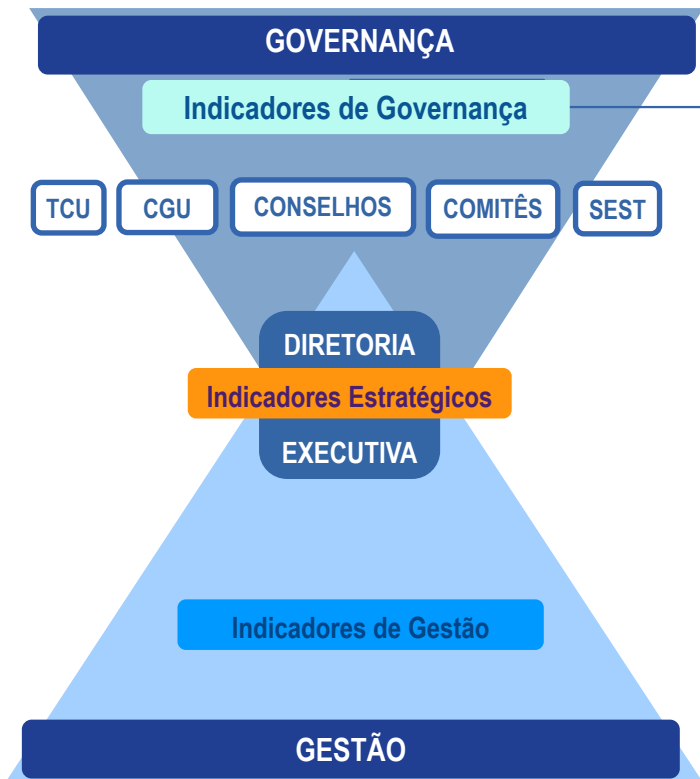 GOVERNANÇA
Indicadores de Governança
TCU CGU CONSELHOS COMITÊS SEST
DIRETORIA
Indicadores Estratégicos
EXECUTIVA
Indicadores de Gestão
GESTÃO